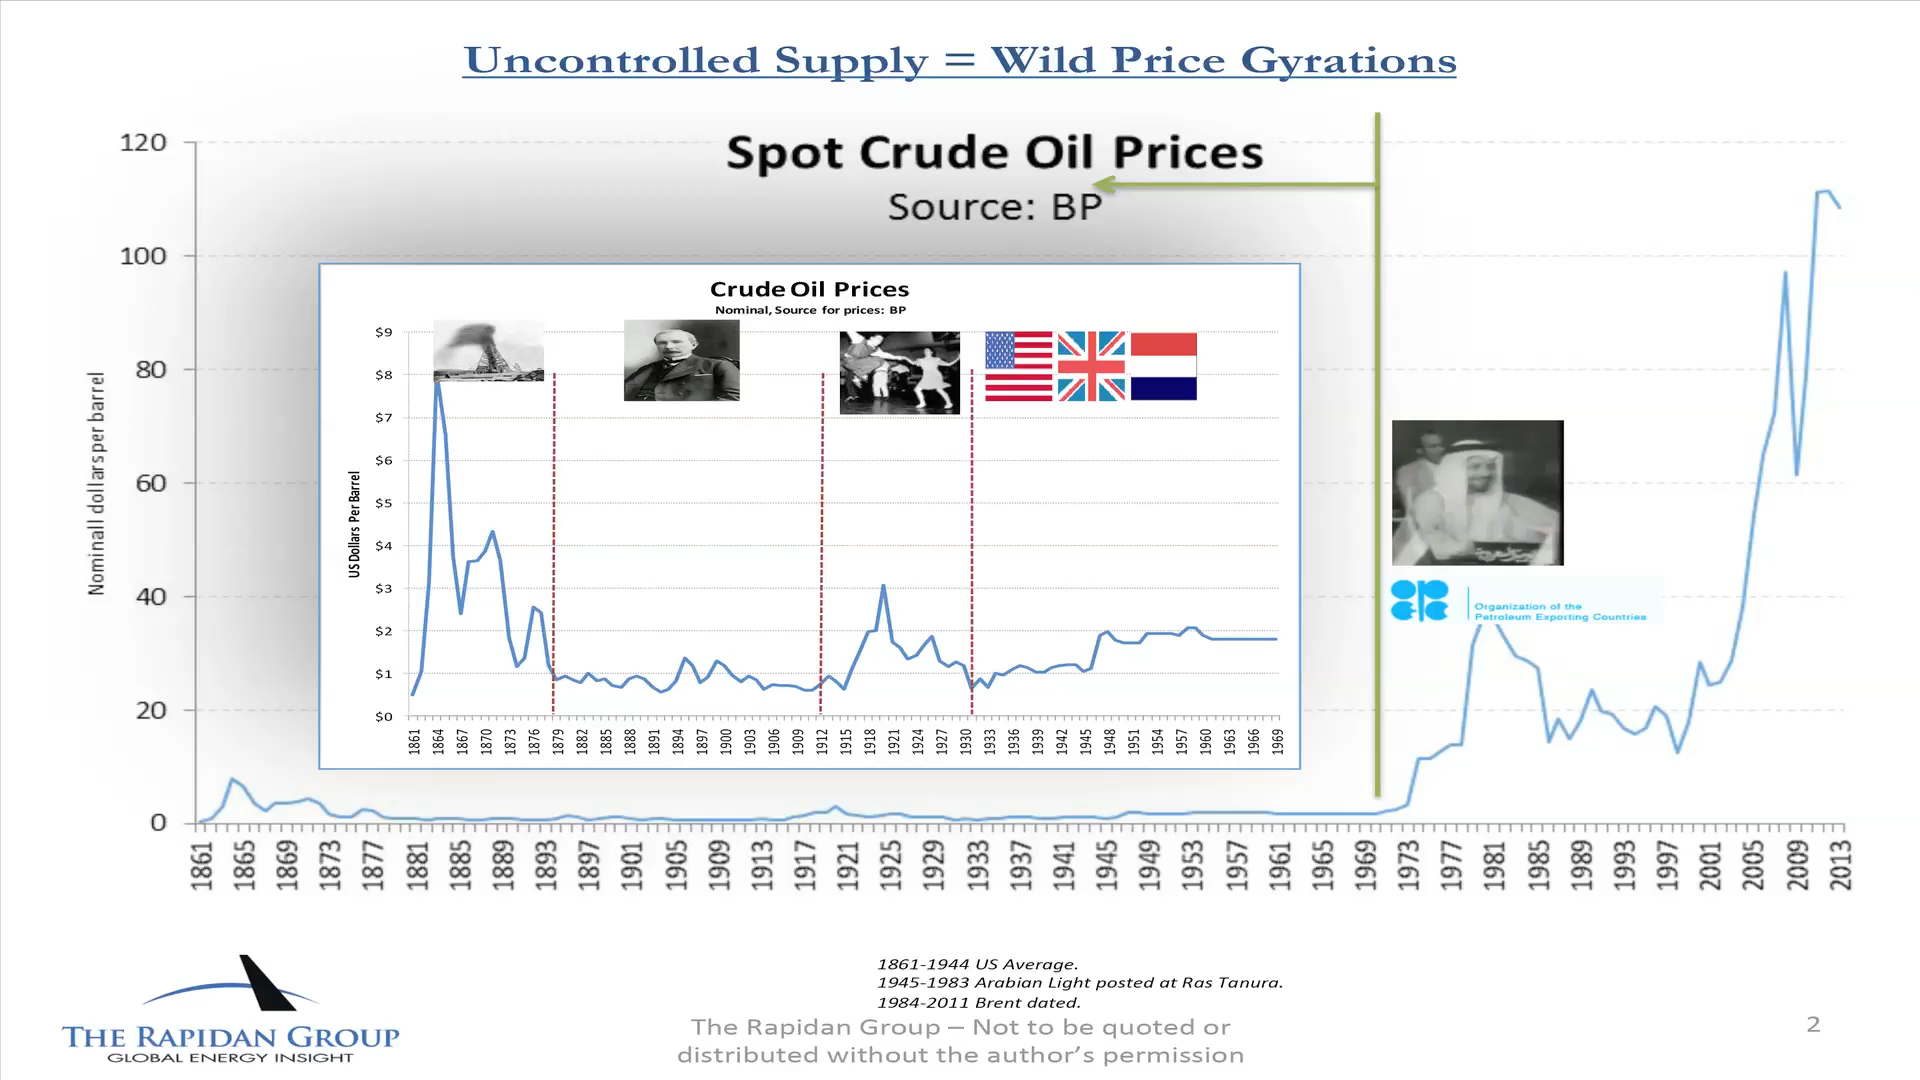 Uncontrolled Supply = Wild Price Gyrations
Spot Crude Oil Prices
Source: BP
Nominall dollarsper barrel
120
100
80
60
40
20
0
Crude Oil Prices
Nominal, Source for prices: BP
US Dollars Per Barrel
$9
$8
$7
$6
$5
$4
$3
$2
$1
$0
1861 1864 1867 1870 1873 1876 1879 1882 1885 1888 1891 1894 1897 1900 1903 1906 1909 1912 1915 1918 1921 1924 1927 1930 1933 1936 1939 1942 1945 1948 1951 1954 1957 1960 1963 1966 1969
OPEC
Organization of the
Petroleum Exporting Countries
1861 1865 1869 1873 1877 1881 1885 1889 1893 1897 1901 1905 1909 1913 1917 1921 1925 1929 1933 1937 1941 1945 1949 1953 1957 1961 1965 1969 1973 1977 1981 1985 1989 1993 1997 2001 2005 2009 2013
1861-1944 US Average.
1945-1983 Arabian Light posted at Ras Tanura.
1984-2011 Brent dated.
The Rapidan Group – Not to be quoted or
distributed without the author’s permission
THE RAPIDAN GROUP
GLOBAL ENERGY INSIGHT
2